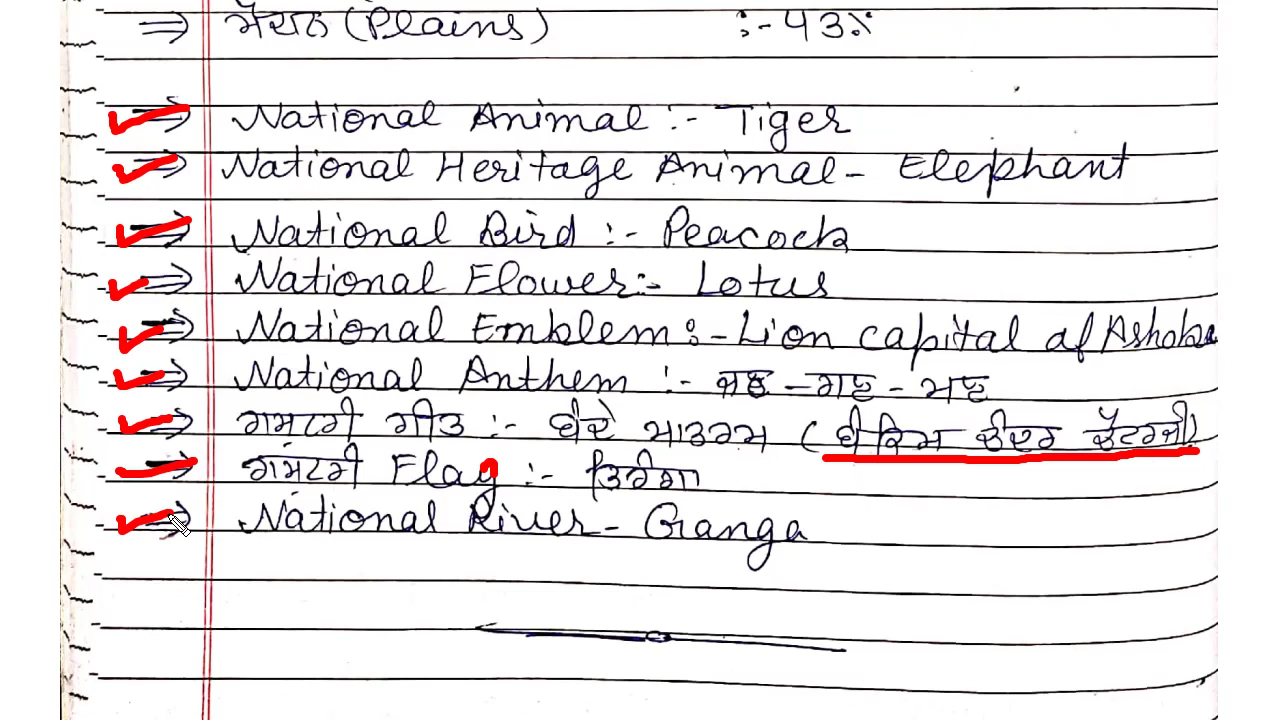 ⇒ ਮੈਦਾਨ (Plains) :- 43%
⇒ National Animal :- Tiger
⇒ National Heritage Animal - Elephant
⇒ National Bird :- Peacock
⇒ National Flower :- Lotus
⇒ National Emblem :- Lion capital of Ashoka
⇒ National Anthem :- ਜਨ - ਗਨ - ਮਨ
⇒ ਰਾਸ਼ਟਰੀ ਗੀਤ :- ਬੰਦੇ ਮਾਤਰਮ (ਬੰਕਿਮ ਚੰਦਰ ਚੈਟਰਜੀ)
⇒ ਰਾਸ਼ਟਰੀ Flag :- ਤਿਰੰਗਾ
⇒ National River - Ganga